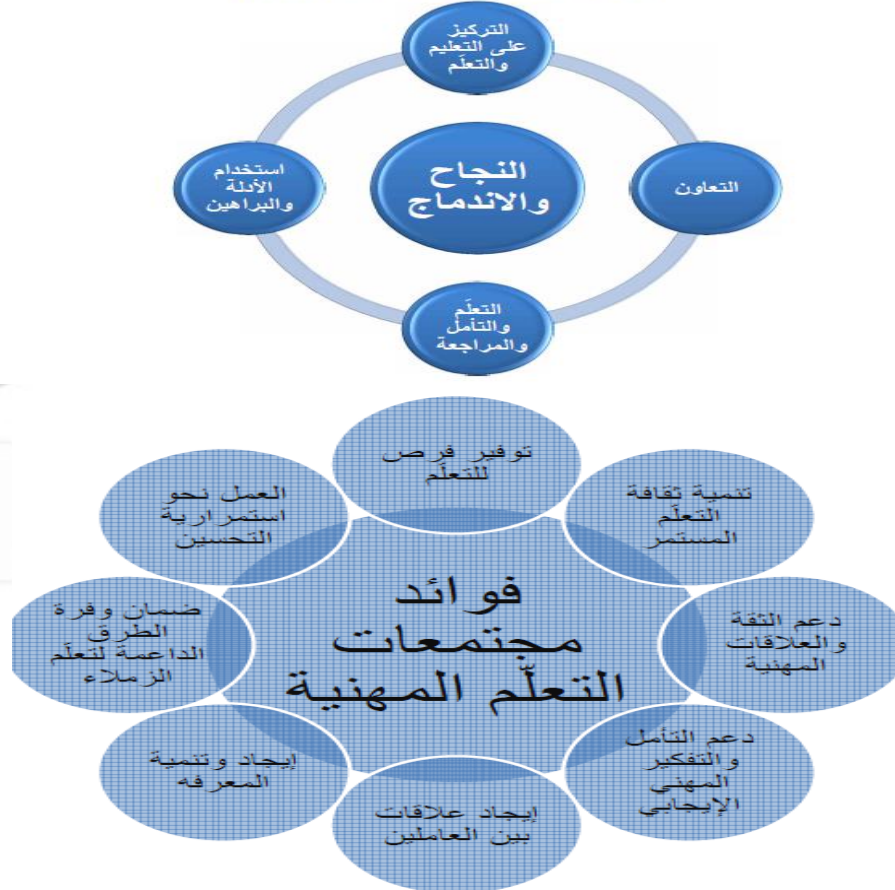 التركيز
على التعليم
والتعلّم
التعاون
التعلّم
والتأمل
والمراجعة
استخدام
الأدلة
والبراهين
النجاح
والاندماج
توفير فرص
للتعلّم
تنمية ثقافة
التعلّم
المستمر
دعم الثقة
والعلاقات
المهنية
دعم التأمل
والتفكير
المهني
الإيجابي
إيجاد علاقات
بين العاملين
إيجاد وتنمية
المعرفه
ضمان وفرة
الطرق
الداعمة لتعلّم
الزملاء
العمل نحو
استمرارية
التحسين
فوائد
مجتمعات
التعلّم المهنية